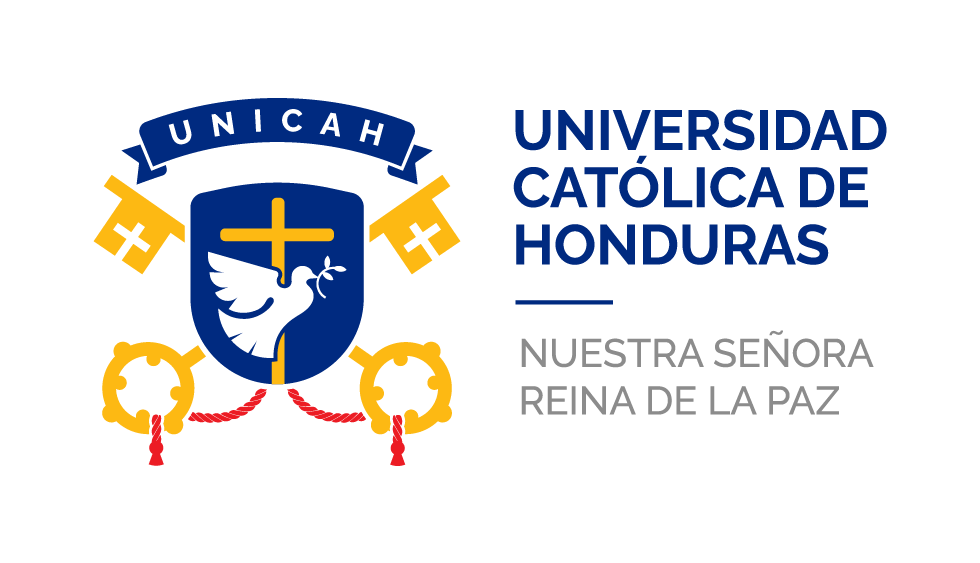 UNICAH
UNIVERSIDAD
CATÓLICA DE
HONDURAS
NUESTRA SEÑORA
REINA DE LA PAZ